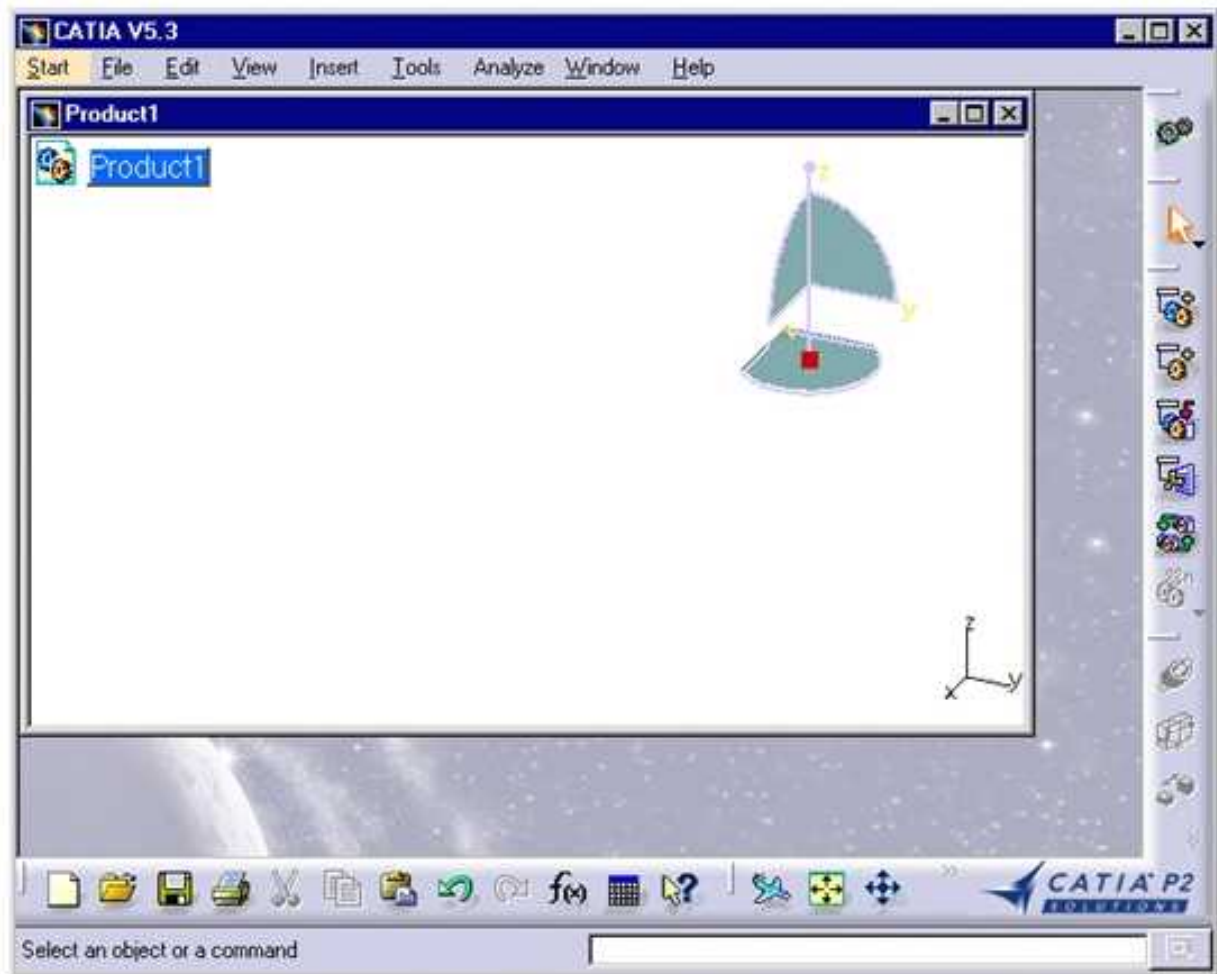 CATIA V5.3
Start File Edit View Insert Tools Analyze Window Help
Product1
Product1
z
y
z
x y
f(x) ?
CATIA P2
SOLUTIONS
Select an object or a command